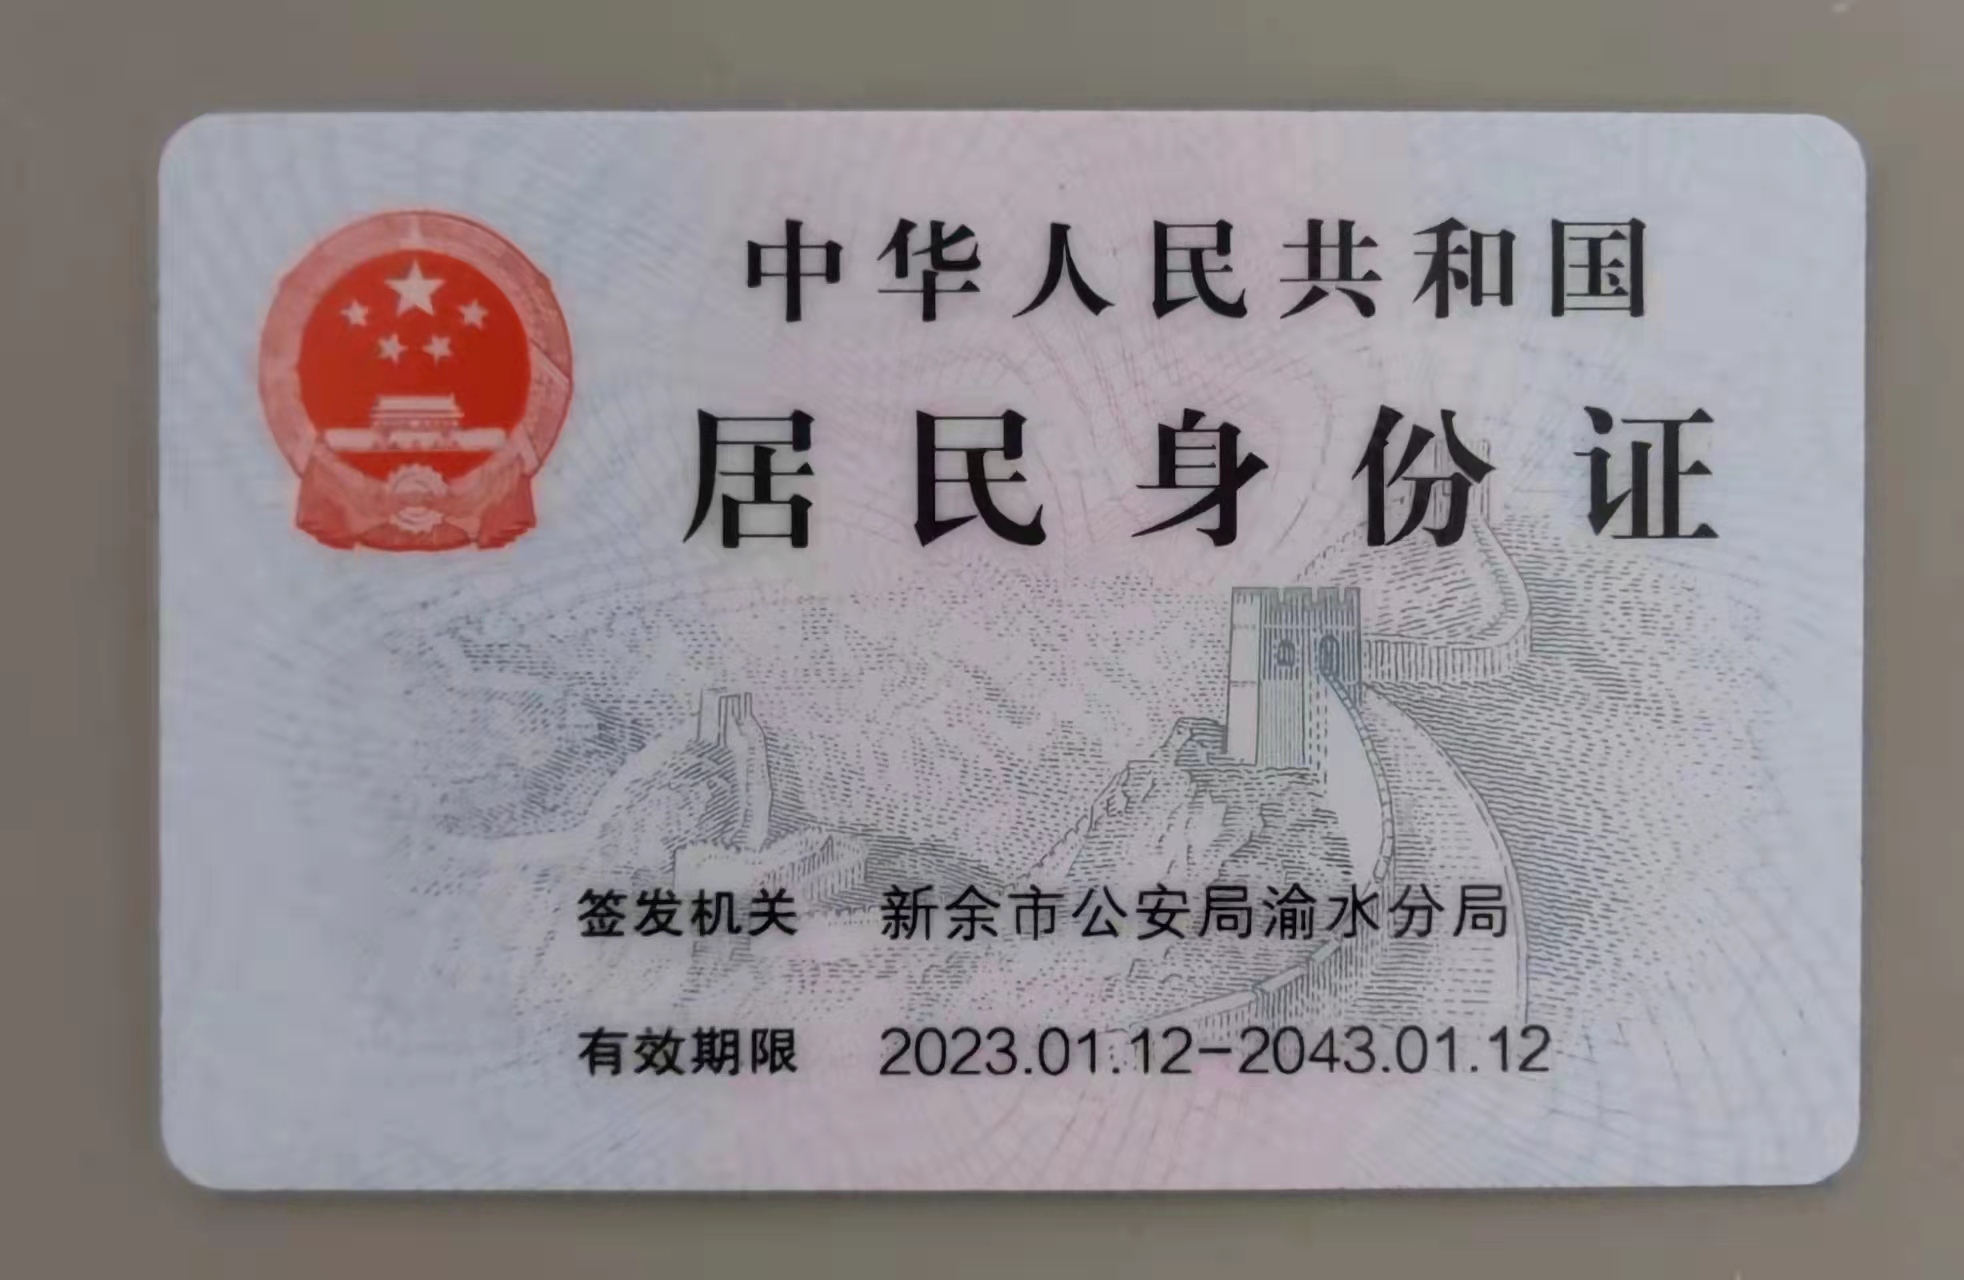 中华人民共和国
居民身份证
签发机关 新余市公安局渝水分局
有效期限 2023.01.12-2043.01.12